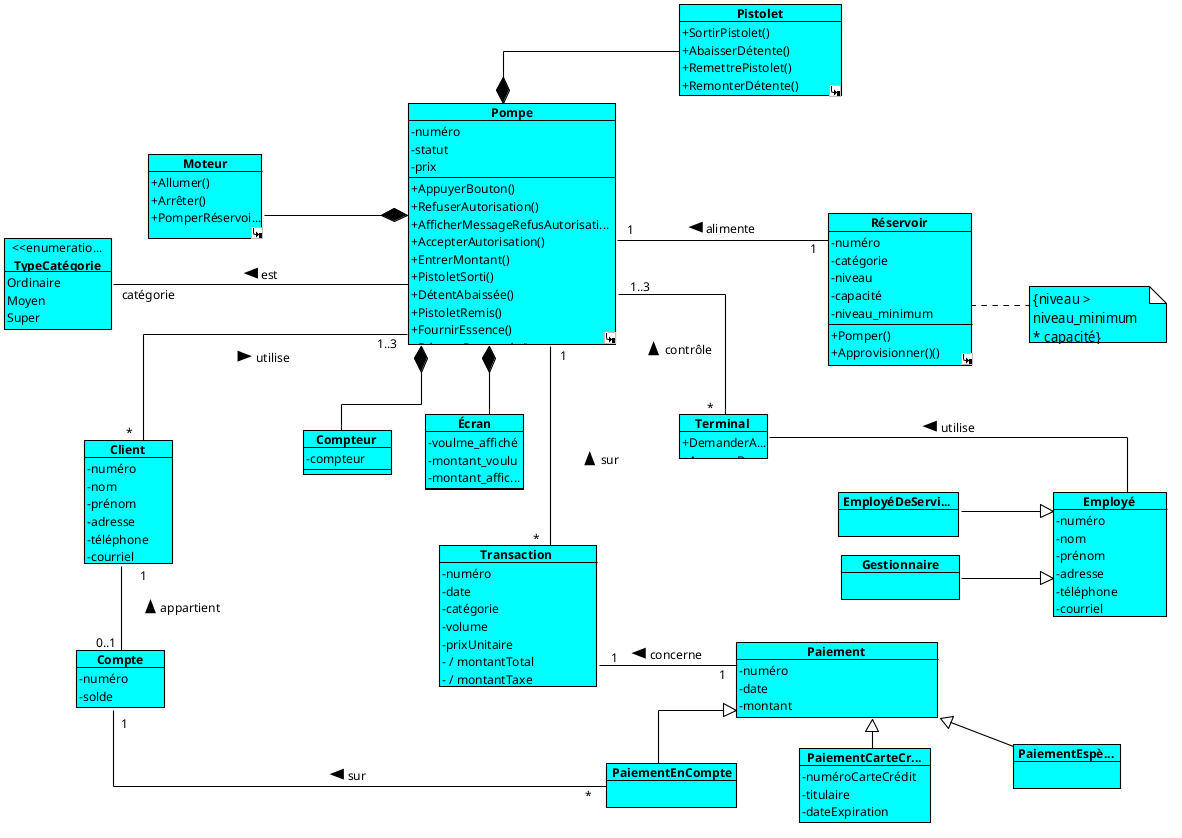 Pistolet
+SortirPistolet()
+AbaisserDétente()
+RemettrePistolet()
+RemonterDétente()
Pompe
-numéro
-statut
-prix
+AppuyerBouton()
+RefuserAutorisation()
+AfficherMessageRefusAutorisati...
+AccepterAutorisation()
+EntrerMontant()
+PistoletSorti()
+DétentAbaissée()
+PistoletRemis()
+FournirEssence()
Moteur
+Allumer()
+Arrêter()
+PomperRéservoi...
<<enumeratio...
TypeCatégorie
Ordinaire
Moyen
Super
est
catégorie
1
alimente
1
Réservoir
-numéro
-catégorie
-niveau
-capacité
-niveau_minimum
+Pomper()
+Approvisionner()()
{niveau >
niveau_minimum
* capacité}
1..3
contrôle
*
1..3
utilise
*
1
sur
*
Compteur
-compteur
Écran
-voulme_affiché
-montant_voulu
-montant_affic...
Terminal
+DemanderA...
utilise
Client
-numéro
-nom
-prénom
-adresse
-téléphone
-courriel
EmployéDeServi...
Gestionnaire
Employé
-numéro
-nom
-prénom
-adresse
-téléphone
-courriel
1
appartient
0..1
Transaction
-numéro
-date
-catégorie
-volume
-prixUnitaire
- / montantTotal
- / montantTaxe
1
concerne
1
Compte
-numéro
-solde
1
sur
*
Paiement
-numéro
-date
-montant
PaiementEnCompte
PaiementCarteCr...
-numéroCarteCrédit
-titulaire
-dateExpiration
PaiementEspè...